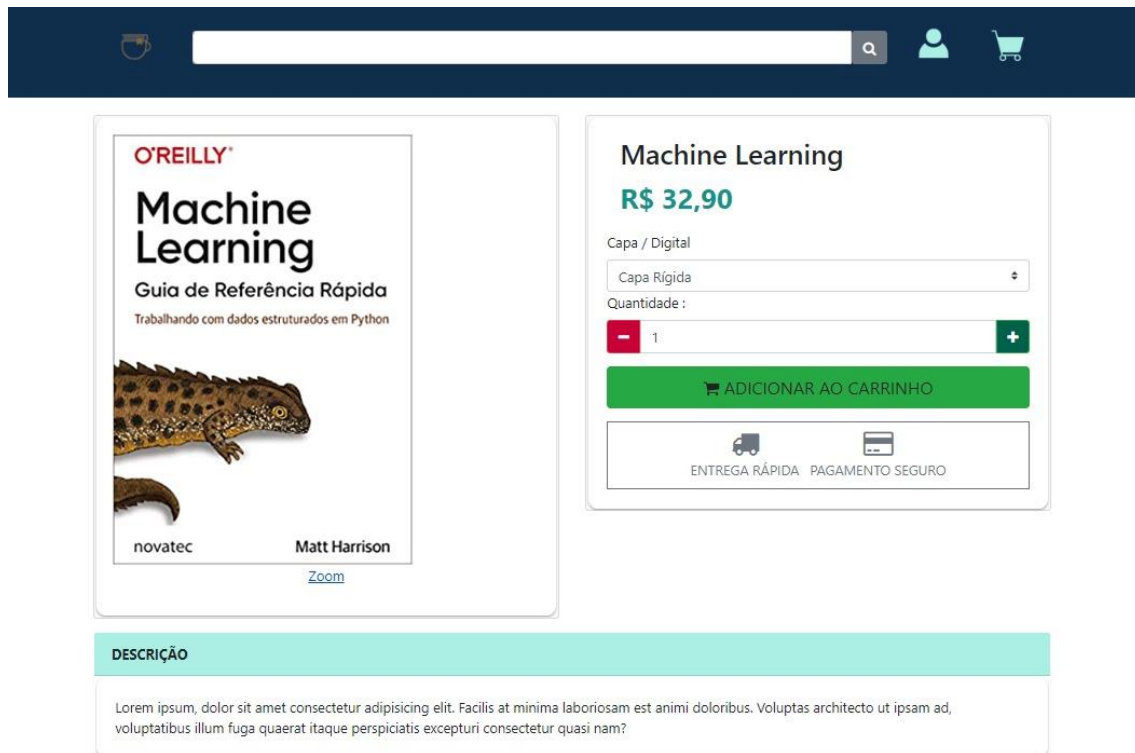 O'REILLY®
Machine
Learning
Guia de Referência Rápida
Trabalhando com dados estruturados em Python
novatec
Matt Harrison
Zoom
Machine Learning
R$ 32,90
Capa / Digital
Capa Rígida
Quantidade :
1
ADICIONAR AO CARRINHO
ENTREGA RÁPIDA PAGAMENTO SEGURO
DESCRIÇÃO
Lorem ipsum, dolor sit amet consectetur adipisicing elit. Facilis at minima laboriosam est animi doloribus. Voluptas architecto ut ipsam ad,
voluptatibus illum fuga quaerat itaque perspiciatis excepturi consectetur quasi nam?